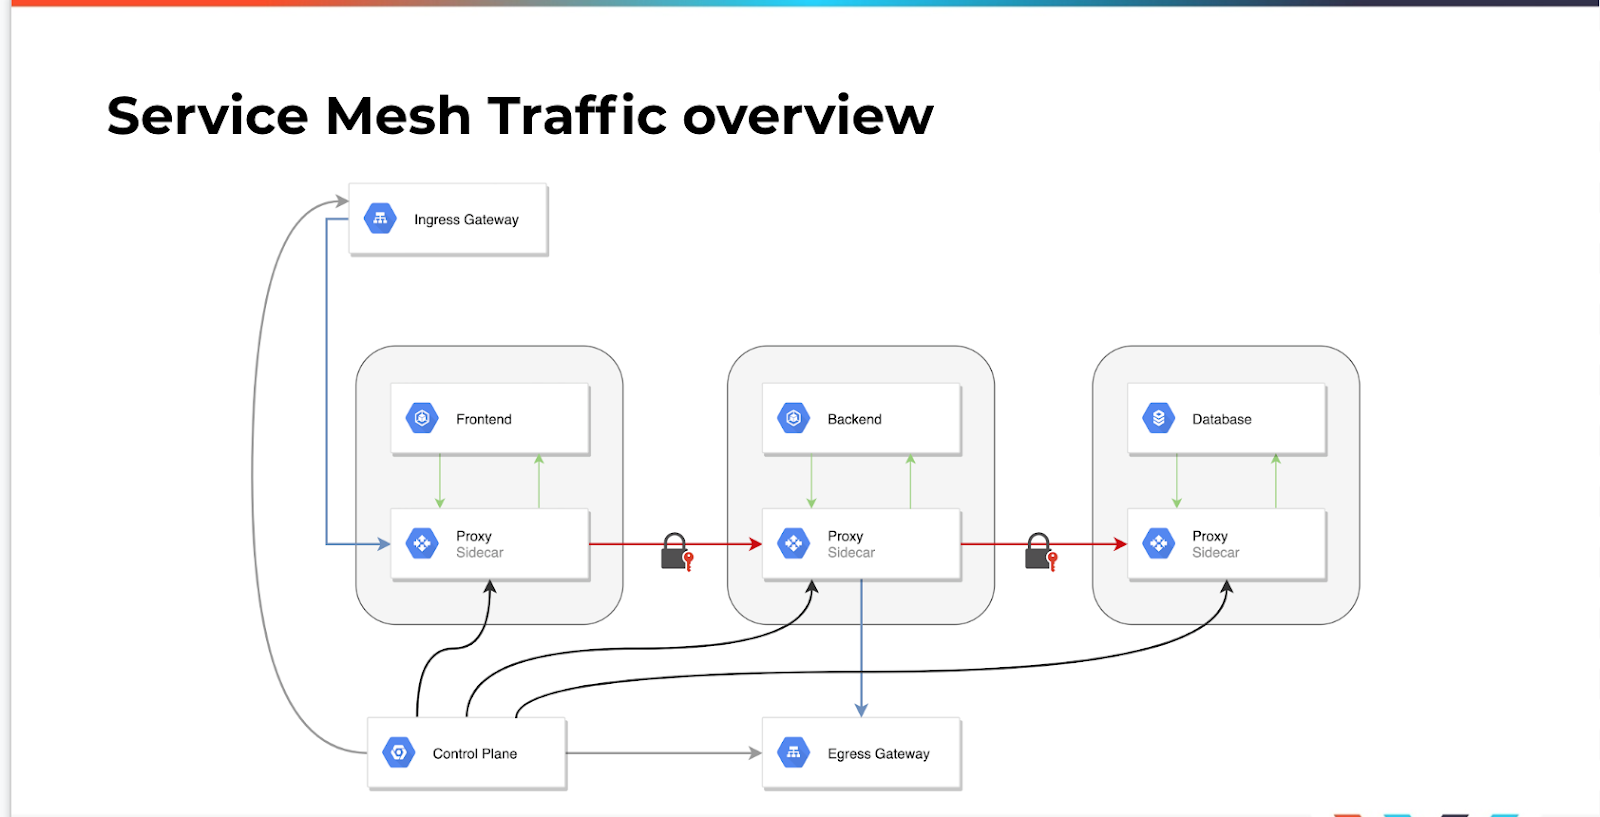 Service Mesh Traffic overview
Ingress Gateway
Frontend
Backend
Database
Proxy
Sidecar
Proxy
Sidecar
Proxy
Sidecar
Control Plane
Egress Gateway